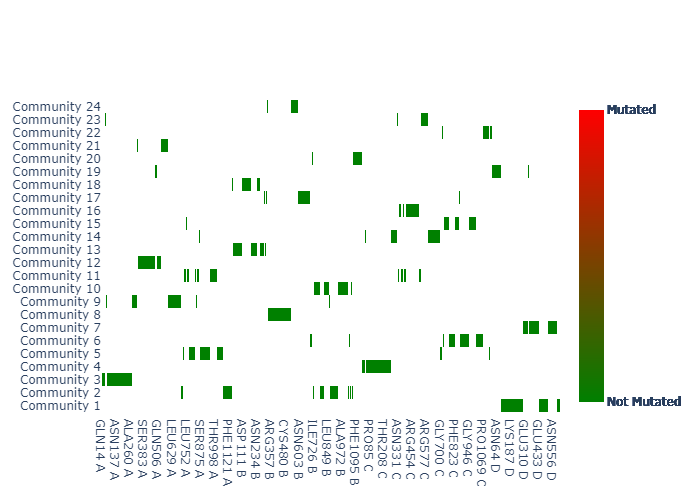 Community 24
Community 23
Community 22
Community 21
Community 20
Community 19
Community 18
Community 17
Community 16
Community 15
Community 14
Community 13
Community 12
Community 11
Community 10
Community 9
Community 8
Community 7
Community 6
Community 5
Community 4
Community 3
Community 2
Community 1
GLN14 A
ASN137 A
ALA260 A
SER383 A
GLN506 A
LEU629 A
LEU752 A
SER875 A
THR998 A
PHE1121 A
ASP111 B
ASN234 B
ARG357 B
CYS480 B
ASN603 B
ILE726 B
LEU849 B
ALA972 B
PHE1095 B
PRO85 C
THR208 C
ASN331 C
ARG454 C
ARG577 C
GLY700 C
PHE823 C
GLY946 C
PRO1069 C
ASN64 D
LYS187 D
GLU310 D
GLU433 D
ASN556 D
Mutated
Not Mutated